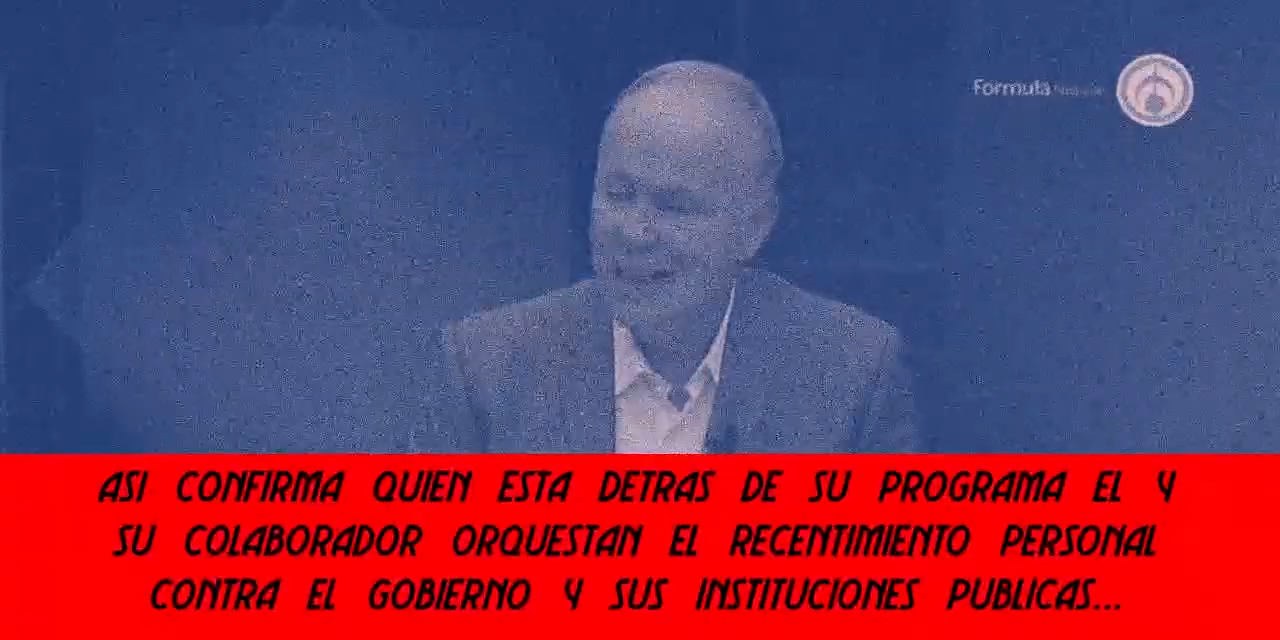 Formula
ASI CONFIRMA QUIEN ESTA DETRAS DE SU PROGRAMA EL Y
SU COLABORADOR ORQUESTAN EL RECENTIMIENTO PERSONAL
CONTRA EL GOBIERNO Y SUS INSTITUCIONES PUBLICAS...